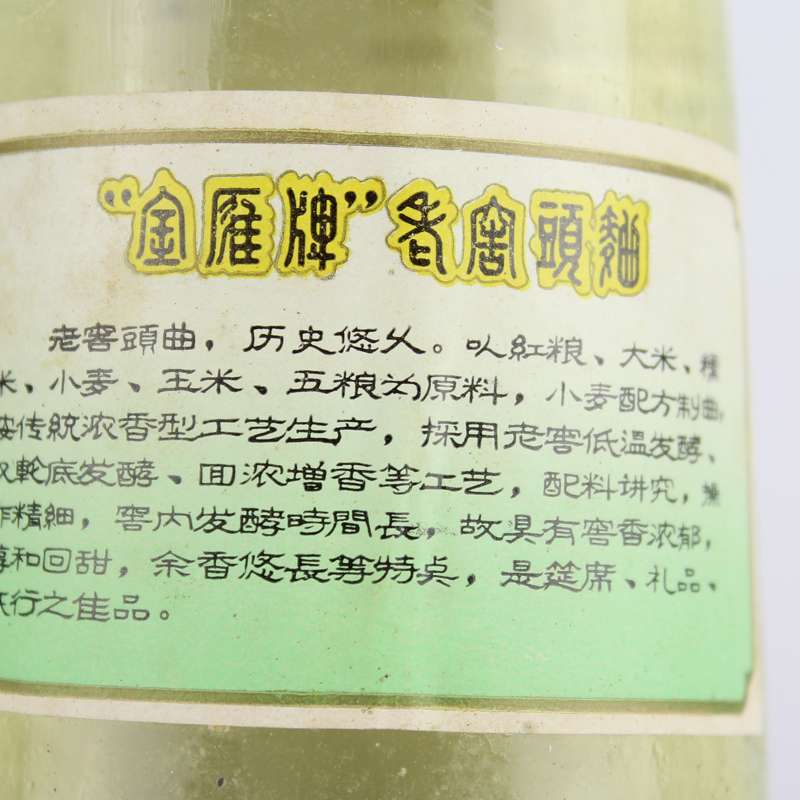 “金雁牌”老窖頭麯
老窖頭曲，历史悠久。以紅粮、大米、糯
米、小麦、玉米、五粮为原料，小麦配方制曲，
按传統浓香型工艺生产，採用老窖低温发酵、
双輪底发酵、回浓增香等工艺，配料讲究，操
作精細，窖内发酵時間長，故具有窖香浓郁，
醇和回甜，余香悠長等特点，是筵席、礼品、
旅行之佳品。